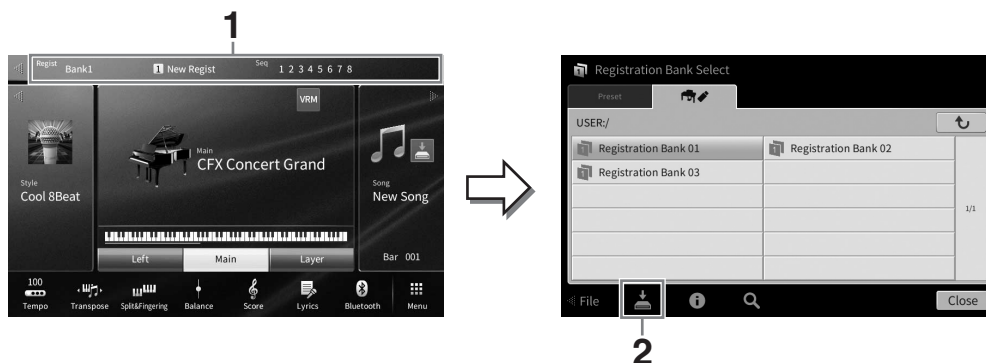 1
Regist
Bank1
1 New Regist
Seq
1 2 3 4 5 6 7 8
VRM
Style
Cool 8Beat
Main
CFX Concert Grand
Song
New Song
Left
Main
Layer
Bar 001
100
Tempo
Transpose
Split&Fingering
Balance
Score
Lyrics
Bluetooth
Menu
Registration Bank Select
Preset
USER:/
Registration Bank 01
Registration Bank 02
Registration Bank 03
1/1
File
Close
2